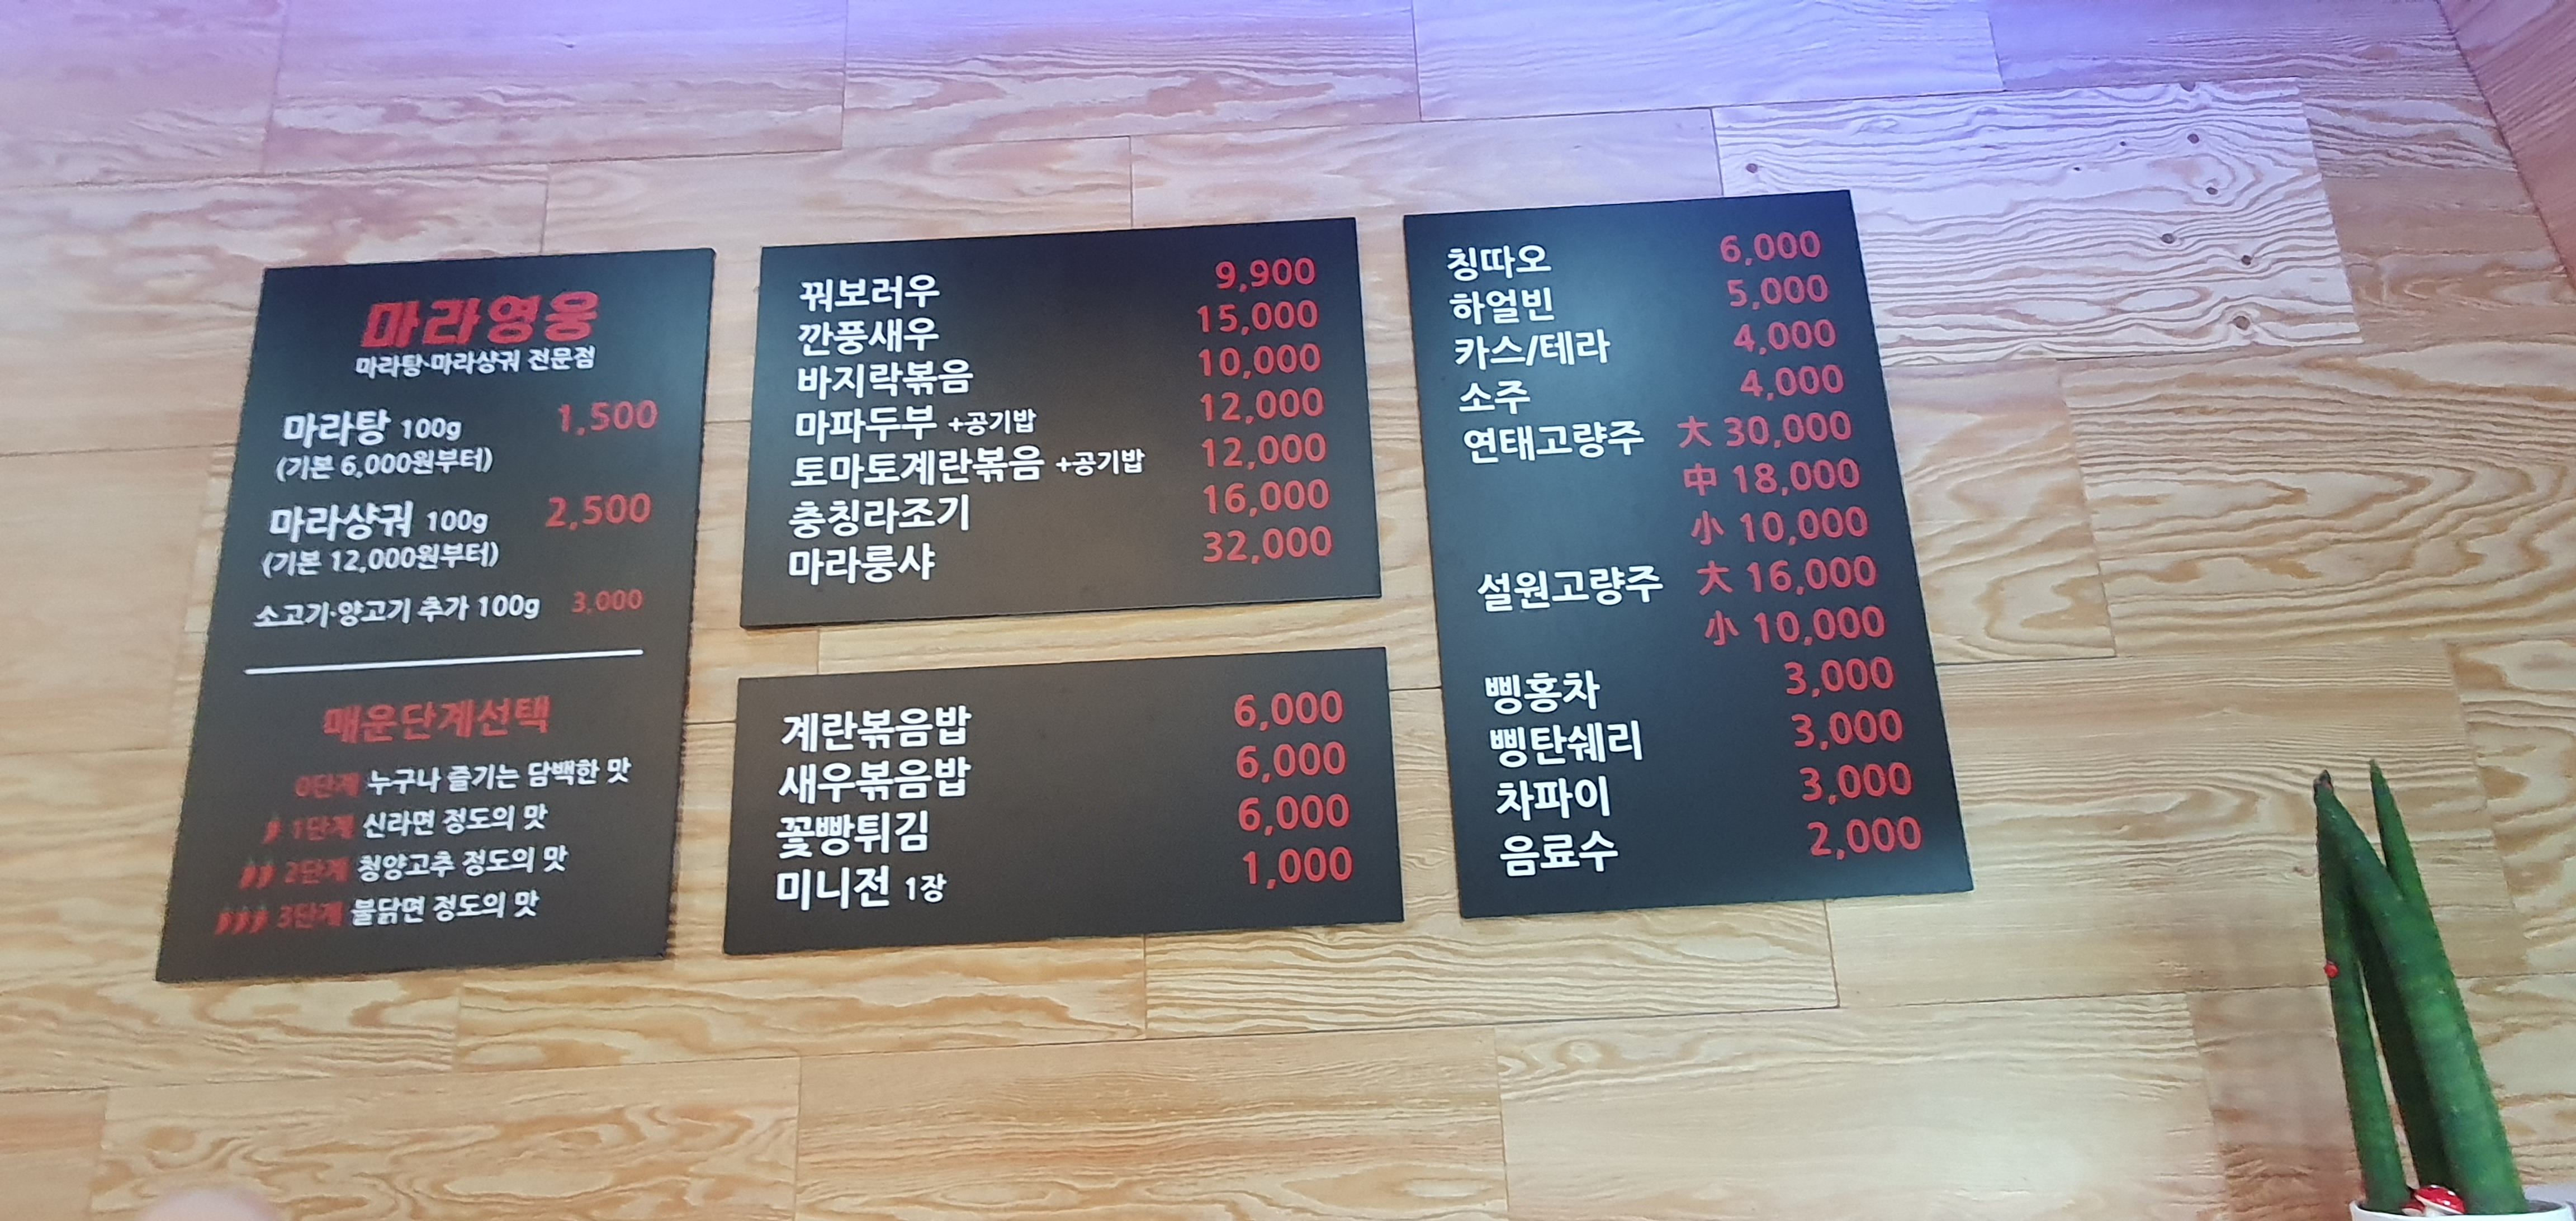 마라영웅
마라탕·마라샹궈 전문점
마라탕 100g 1,500
(기본 6,000원부터)
마라샹궈 100g 2,500
(기본 12,000원부터)
소고기·양고기 추가 100g 3,000
매운단계선택
0단계 누구나 즐기는 담백한 맛
1단계 신라면 정도의 맛
2단계 청양고추 정도의 맛
3단계 불닭면 정도의 맛
꿔보러우 9,900
깐풍새우 15,000
바지락볶음 10,000
마파두부 +공기밥 12,000
토마토계란볶음 +공기밥 12,000
충칭라조기 16,000
마라룽샤 32,000
계란볶음밥 6,000
새우볶음밥 6,000
꽃빵튀김 6,000
미니전 1장 1,000
칭따오 6,000
하얼빈 5,000
카스/테라 4,000
소주 4,000
연태고량주 大 30,000
中 18,000
小 10,000
설원고량주 大 16,000
小 10,000
삥홍차 3,000
삥탄쉐리 3,000
차파이 3,000
음료수 2,000